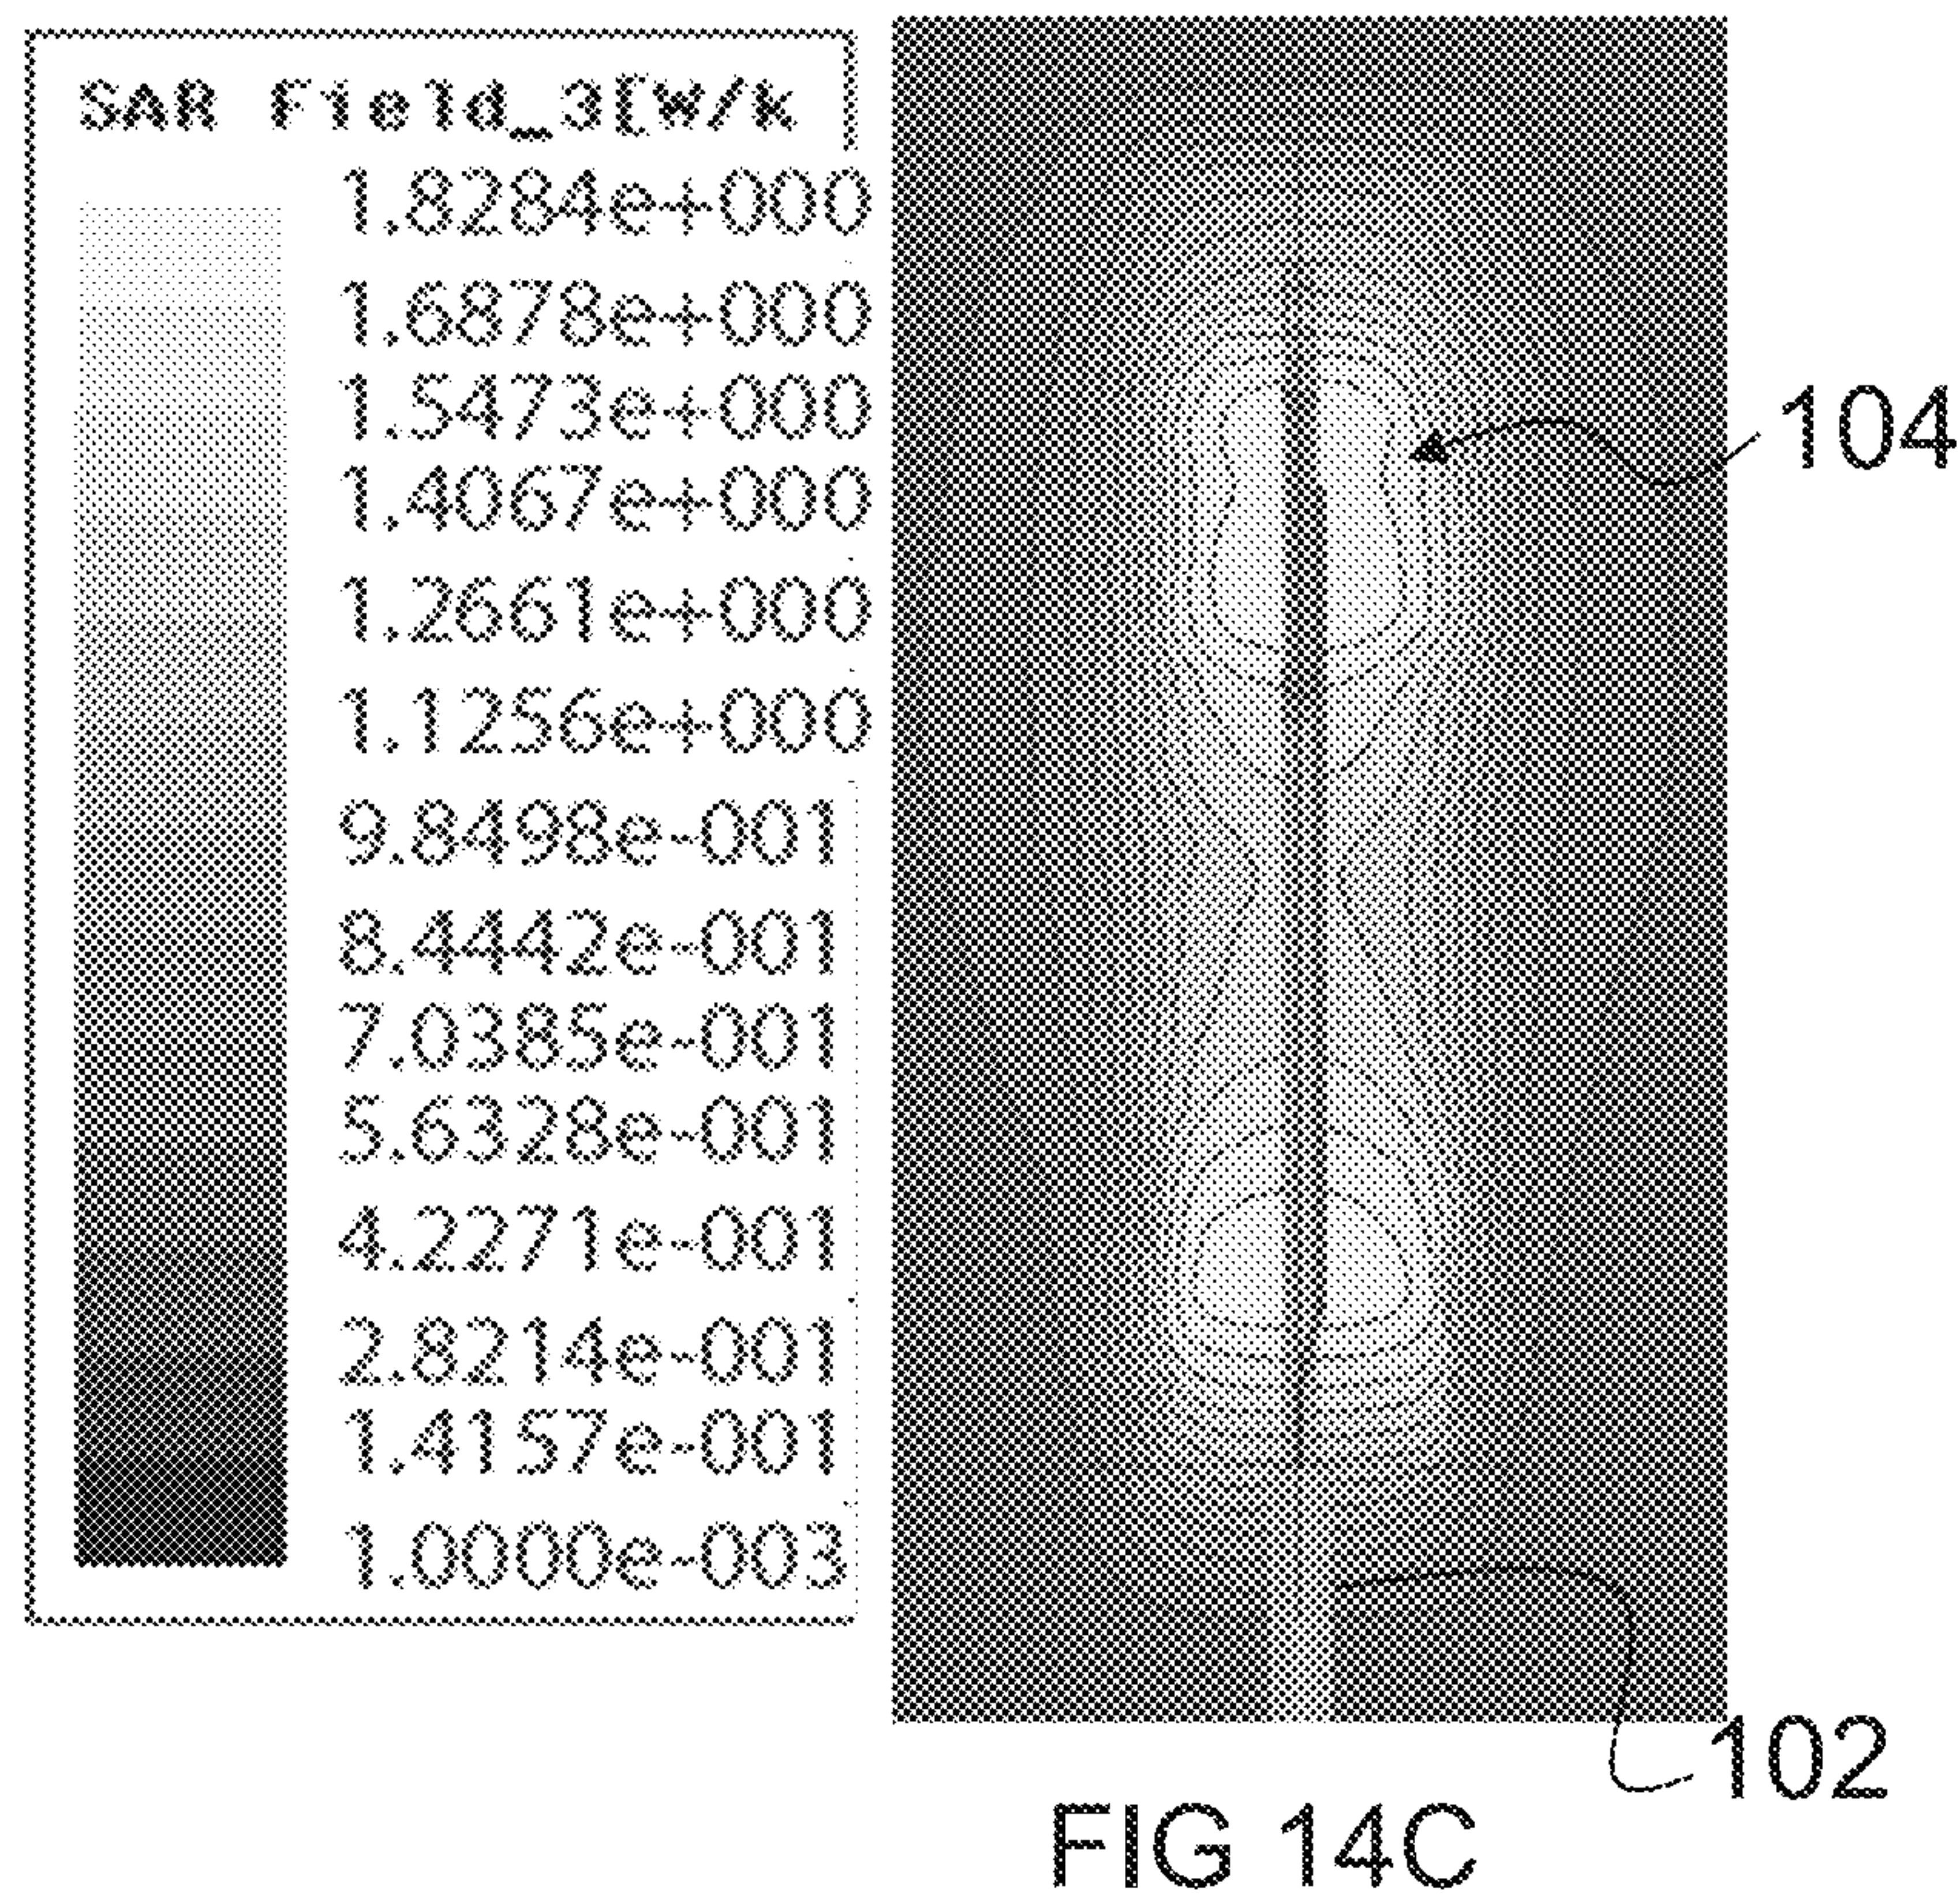 SAR Field_3[W/k
1.8284e+000
1.6878e+000
1.5473e+000
1.4067e+000
1.2661e+000
1.1256e+000
9.8498e-001
8.4442e-001
7.0385e-001
5.6328e-001
4.2271e-001
2.8214e-001
1.4157e-001
1.0000e-003
104
102
FIG 14C